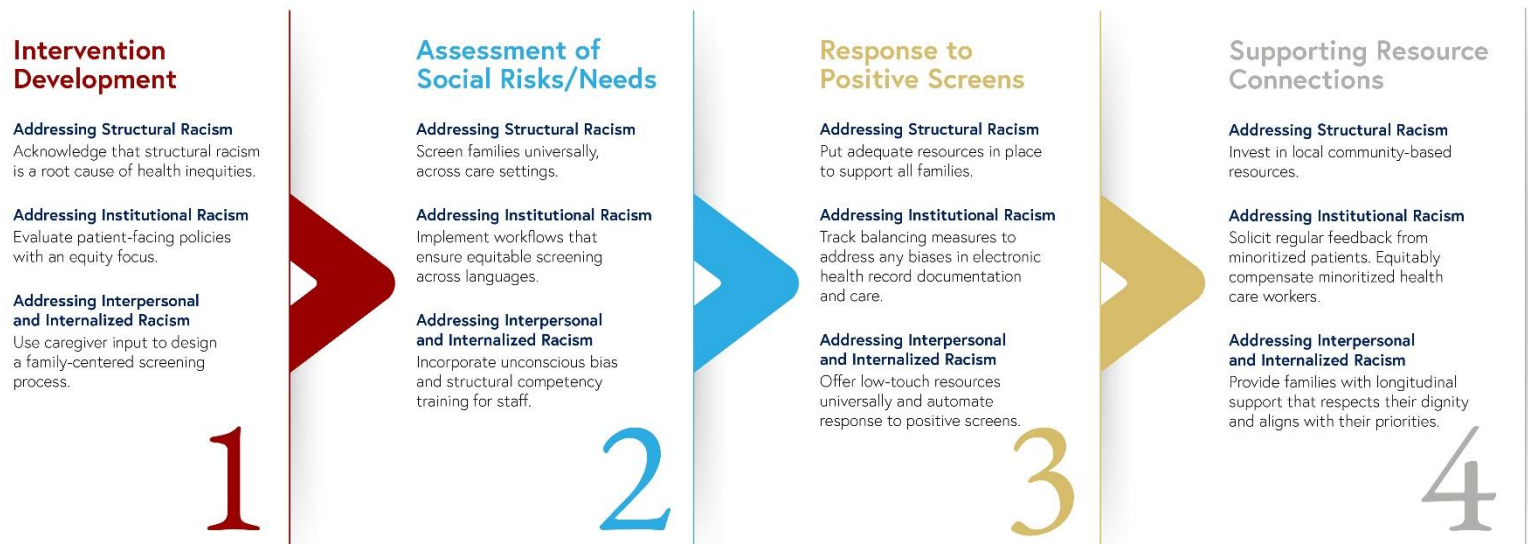 Intervention
Development
Addressing Structural Racism
Acknowledge that structural racism
is a root cause of health inequities.
Addressing Institutional Racism
Evaluate patient-facing policies
with an equity focus.
Addressing Interpersonal
and Internalized Racism
Use caregiver input to design
a family-centered screening
process.
1
Assessment of
Social Risks/Needs
Addressing Structural Racism
Screen families universally,
across care settings.
Addressing Institutional Racism
Implement workflows that
ensure equitable screening
across languages.
Addressing Interpersonal
and Internalized Racism
Incorporate unconscious bias
and structural competency
training for staff.
2
Response to
Positive Screens
Addressing Structural Racism
Put adequate resources in place
to support all families.
Addressing Institutional Racism
Track balancing measures to
address any biases in electronic
health record documentation
and care.
Addressing Interpersonal
and Internalized Racism
Offer low-touch resources
universally and automate
response to positive screens.
3
Supporting Resource
Connections
Addressing Structural Racism
Invest in local community-based
resources.
Addressing Institutional Racism
Solicit regular feedback from
minoritized patients. Equitably
compensate minoritized health
care workers.
Addressing Interpersonal
and Internalized Racism
Provide families with longitudinal
support that respects their dignity
and aligns with their priorities.
4